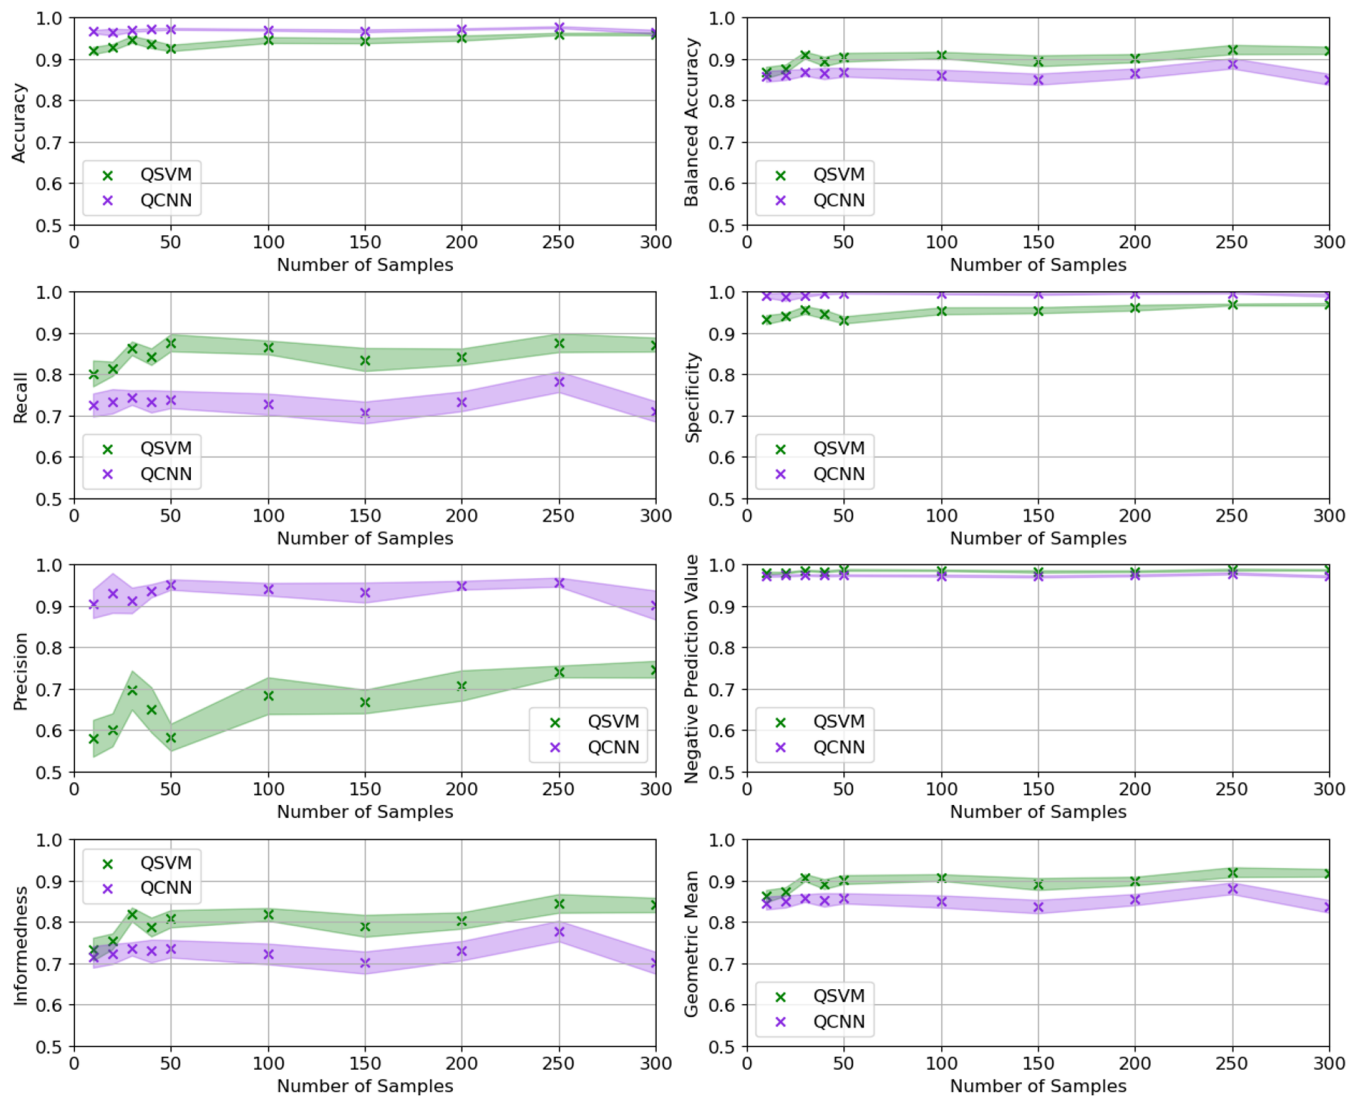 1.0
0.9
0.8
0.7
0.6
0.5
Accuracy
QSVM
QCNN
0 50 100 150 200 250 300
Number of Samples
1.0
0.9
0.8
0.7
0.6
0.5
Balanced Accuracy
QSVM
QCNN
0 50 100 150 200 250 300
Number of Samples
1.0
0.9
0.8
0.7
0.6
0.5
Recall
QSVM
QCNN
0 50 100 150 200 250 300
Number of Samples
1.0
0.9
0.8
0.7
0.6
0.5
Specificity
QSVM
QCNN
0 50 100 150 200 250 300
Number of Samples
1.0
0.9
0.8
0.7
0.6
0.5
Precision
QSVM
QCNN
0 50 100 150 200 250 300
Number of Samples
1.0
0.9
0.8
0.7
0.6
0.5
Negative Prediction Value
QSVM
QCNN
0 50 100 150 200 250 300
Number of Samples
1.0
0.9
0.8
0.7
0.6
0.5
Informedness
QSVM
QCNN
0 50 100 150 200 250 300
Number of Samples
1.0
0.9
0.8
0.7
0.6
0.5
Geometric Mean
QSVM
QCNN
0 50 100 150 200 250 300
Number of Samples